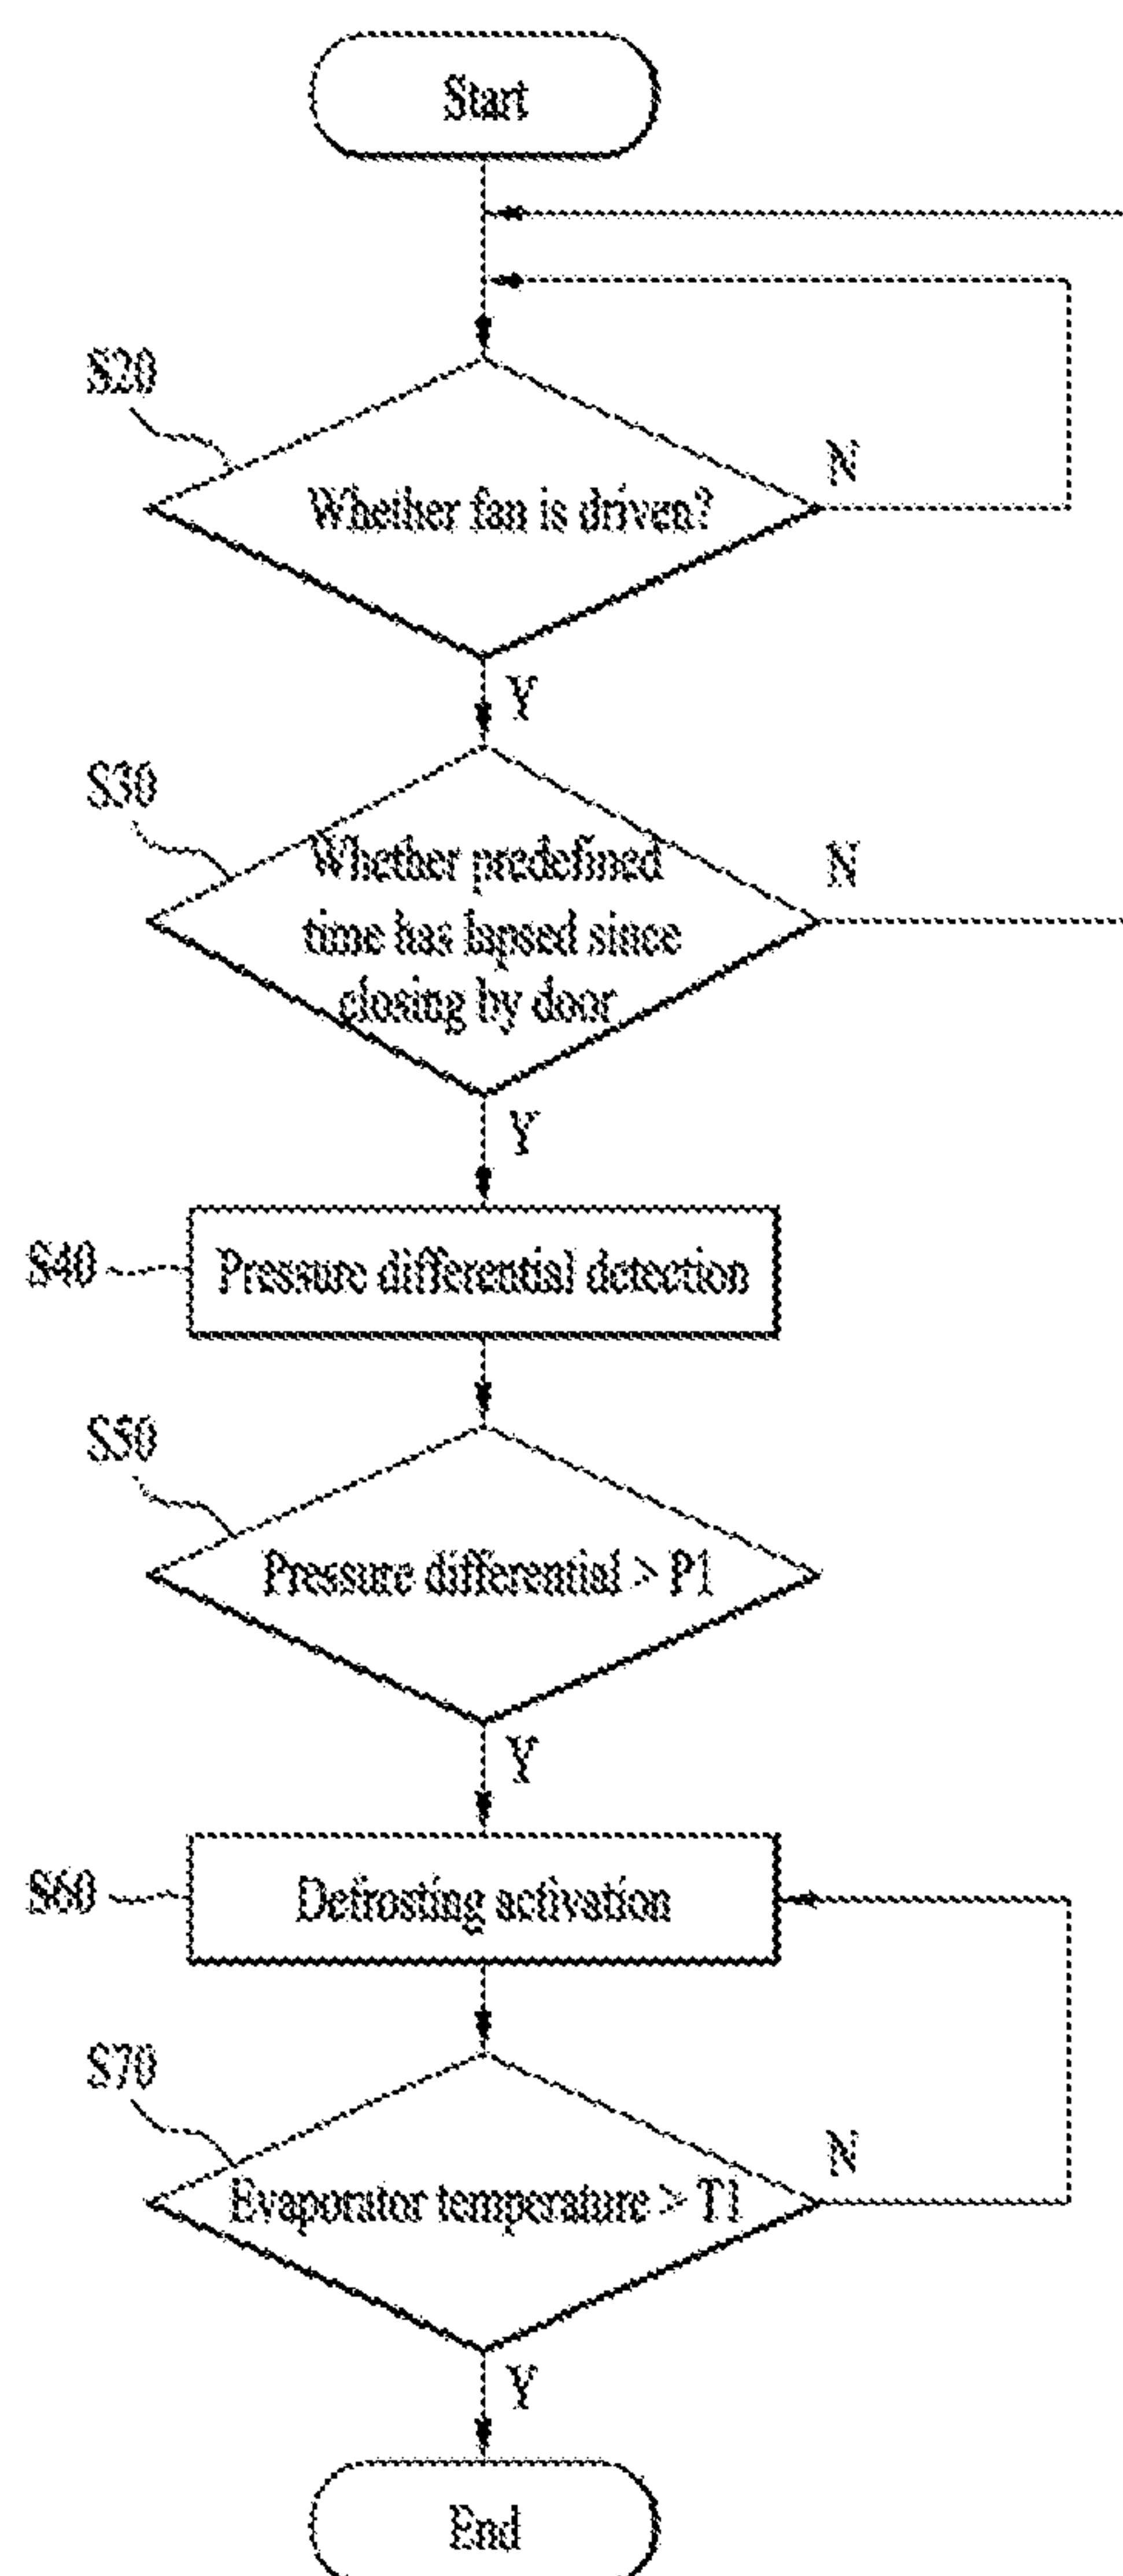 Start
S20
Whether fan is driven?
N
Y
S30
Whether predefined
time has lapsed since
closing by door
N
Y
S40
Pressure differential detection
S50
Pressure differential > P1
Y
S60
Defrosting activation
S70
Evaporator temperature > T1
N
Y
End